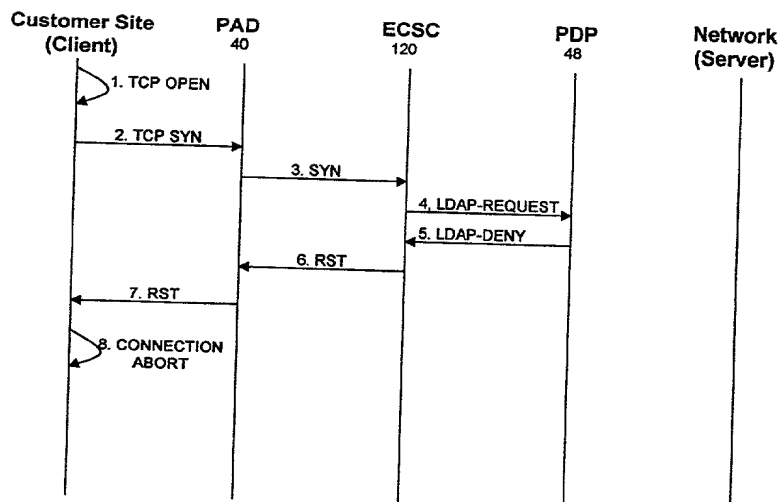 Customer Site
(Client)
PAD
40
ECSC
120
PDP
48
Network
(Server)
1. TCP OPEN
2. TCP SYN
3. SYN
4, LDAP-REQUEST
5. LDAP-DENY
6. RST
7. RST
8. CONNECTION
ABORT